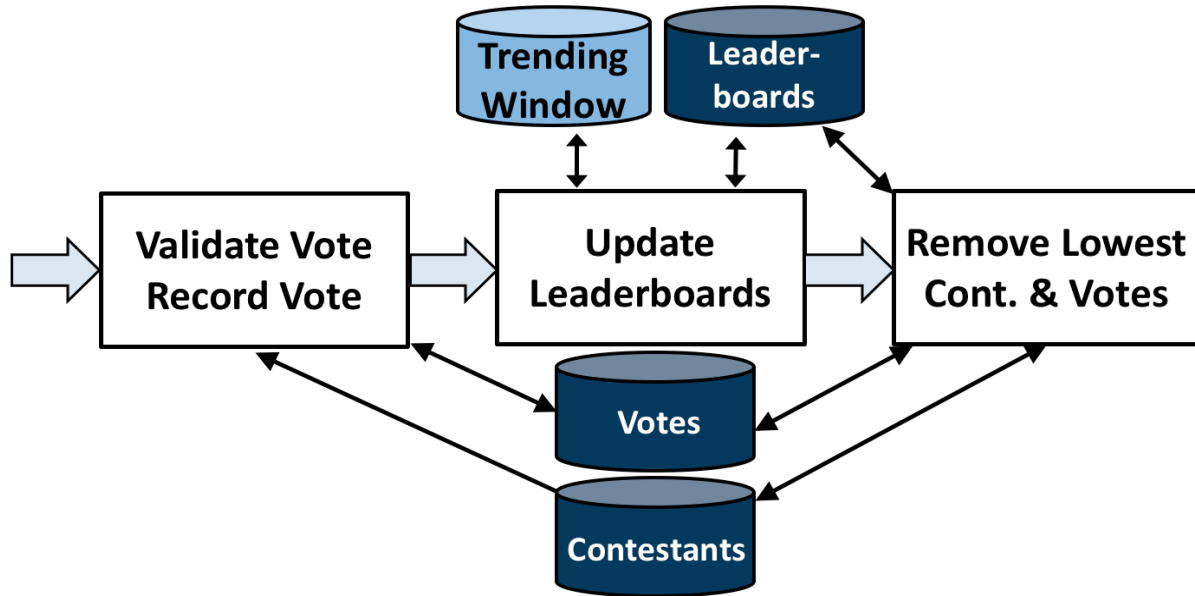 Trending
Window
Leader-
boards
Validate Vote
Record Vote
Update
Leaderboards
Remove Lowest
Cont. & Votes
Votes
Contestants